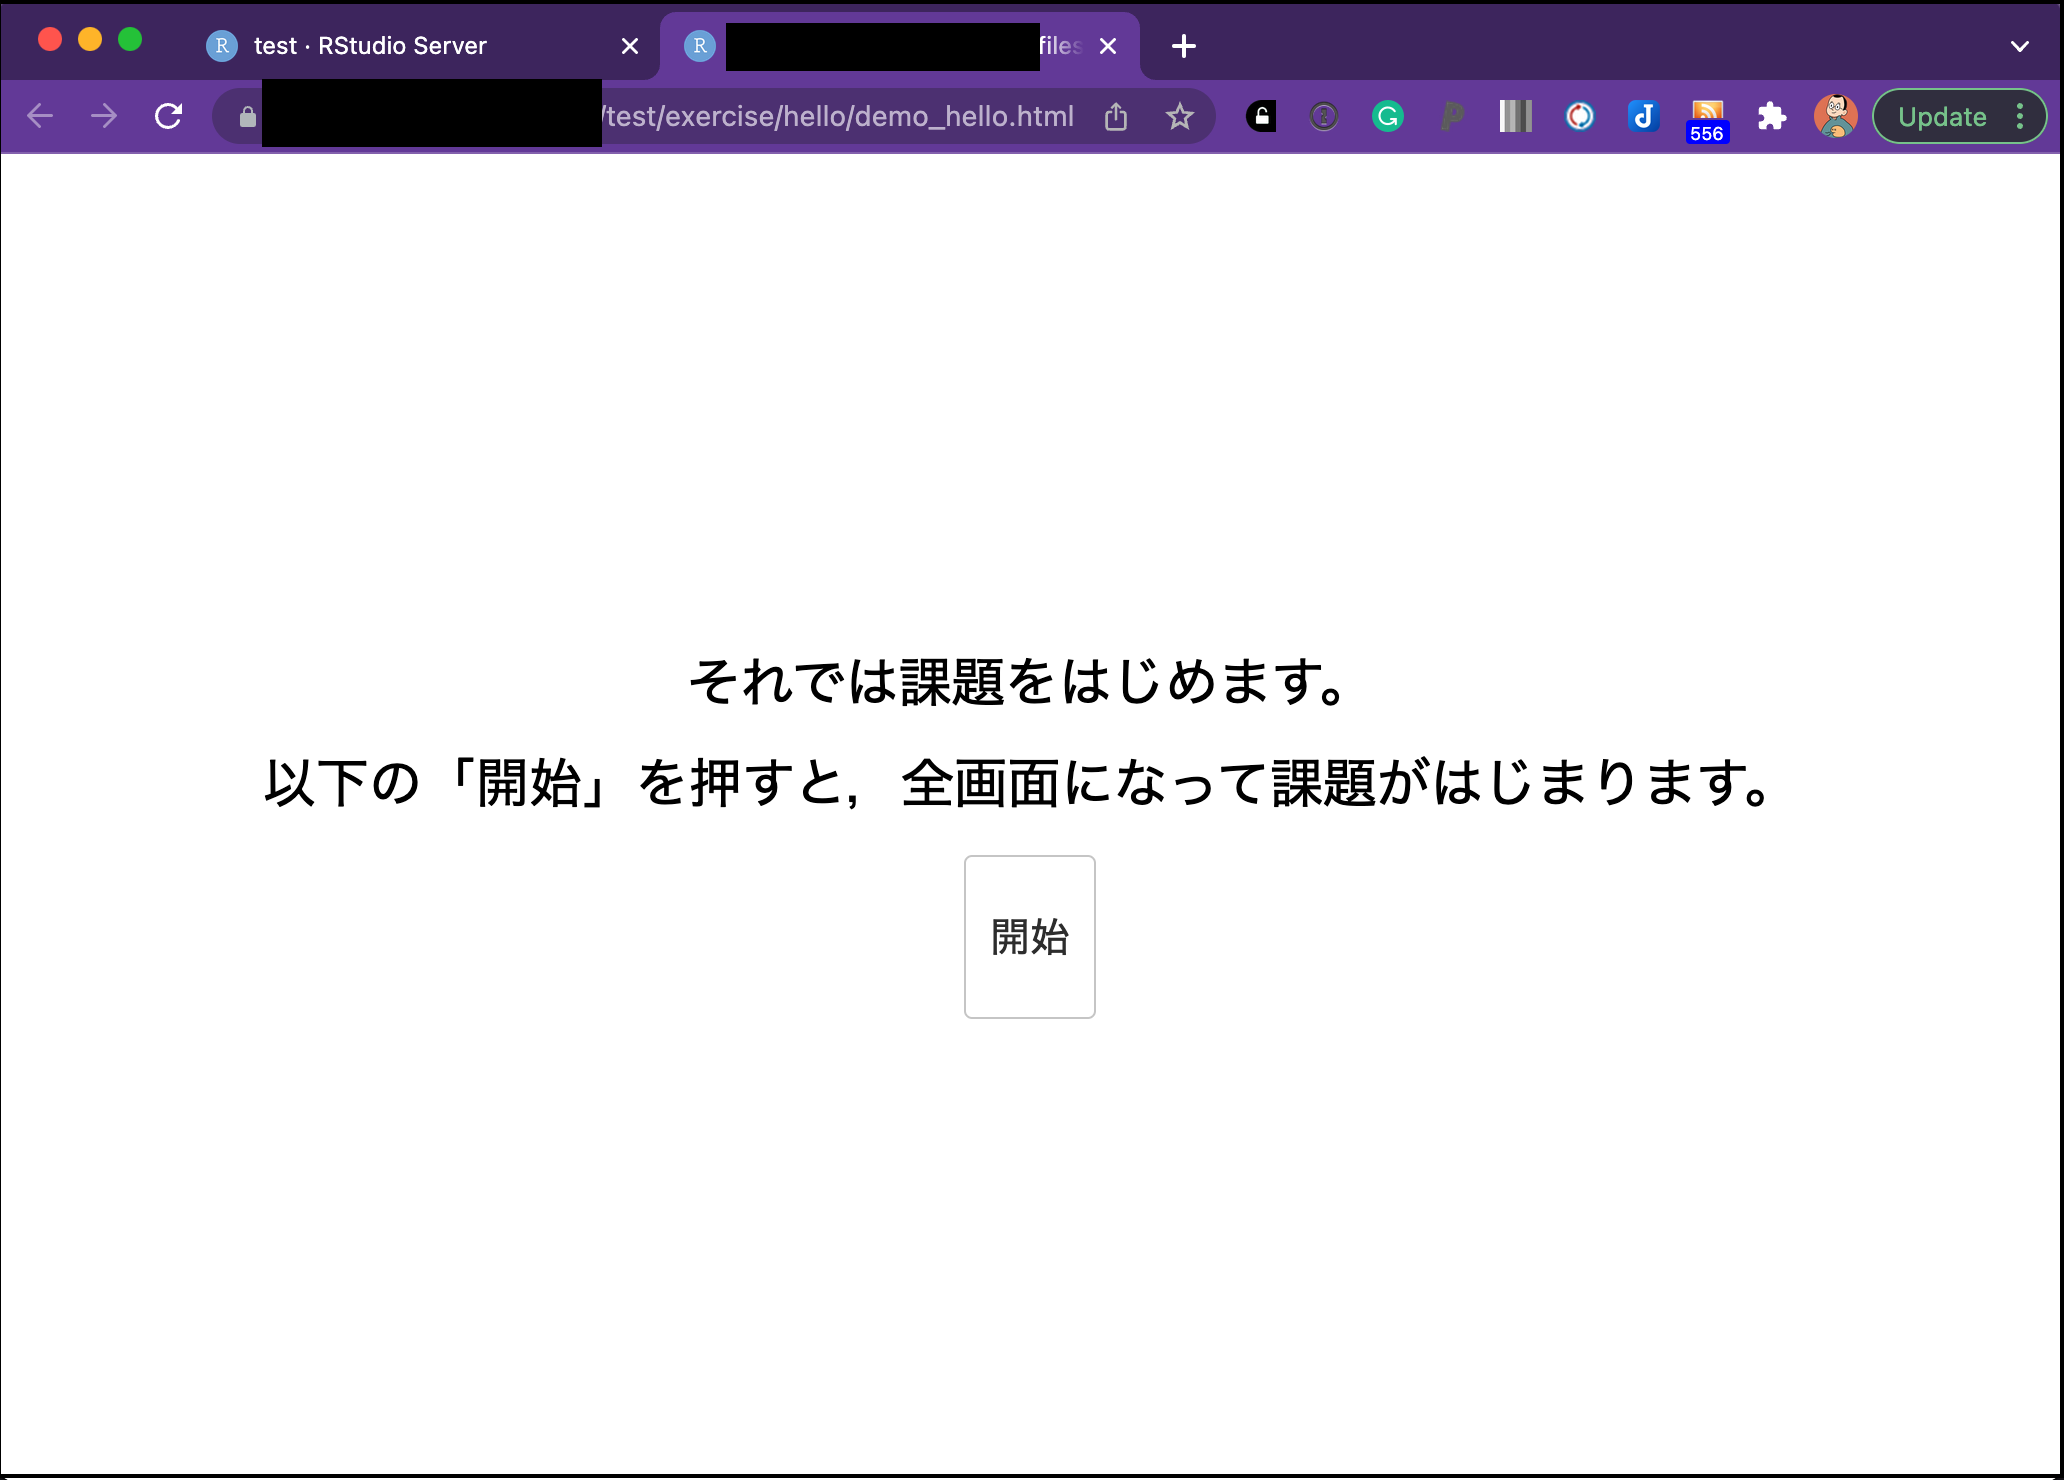 test · RStudio Server
files
/test/exercise/hello/demo_hello.html
556
Update
それでは課題をはじめます。
以下の「開始」を押すと，全画面になって課題がはじまります。
開始